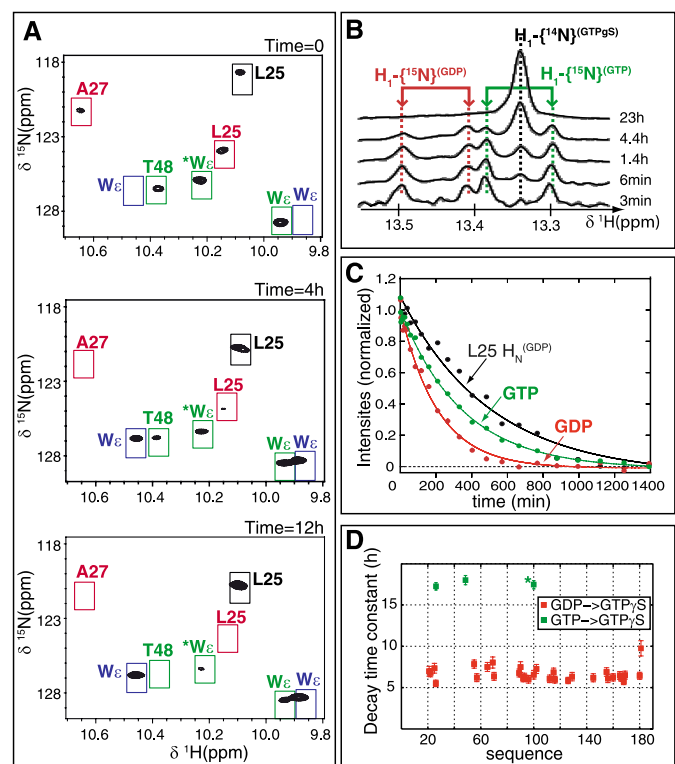 A
Time=0
118
A27
L25
δ ¹⁵N(ppm)
123
L25
T48
*Wε
Wε
Wε
Wε
128
10.6
10.4
10.2
10.0
9.8
Time=4h
118
A27
L25
δ ¹⁵N(ppm)
123
L25
T48
*Wε
Wε
Wε
Wε
128
10.6
10.4
10.2
10.0
9.8
Time=12h
118
A27
L25
δ ¹⁵N(ppm)
123
L25
T48
*Wε
Wε
Wε
Wε
128
10.6
10.4
10.2
10.0
9.8
δ ¹H(ppm)
B
H₁-{¹⁴N}(GTPgS)
H₁-{¹⁵N}(GDP)
H₁-{¹⁵N}(GTP)
23h
4.4h
1.4h
6min
3min
13.5
13.4
13.3
δ ¹H(ppm)
C
Intensites (normalized)
1.2
1.0
0.8
0.6
0.4
0.2
0
L25 H_N(GDP)
GTP
GDP
0
200
400
600
800
1000
1200
1400
time (min)
D
Decay time constant (h)
15
10
5
*
GDP->GTPγS
GTP->GTPγS
20
60
100
140
180
sequence